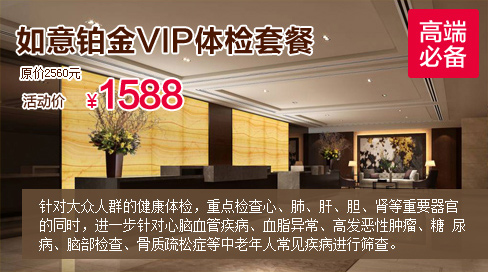 如意铂金VIP体检套餐
高端
必备
原价2560元
活动价 ¥1588
针对大众人群的健康体检，重点检查心、肺、肝、胆、肾等重要器官
的同时，进一步针对心脑血管疾病、血脂异常、高发恶性肿瘤、糖 尿
病、脑部检查、骨质疏松症等中老年人常见疾病进行筛查。